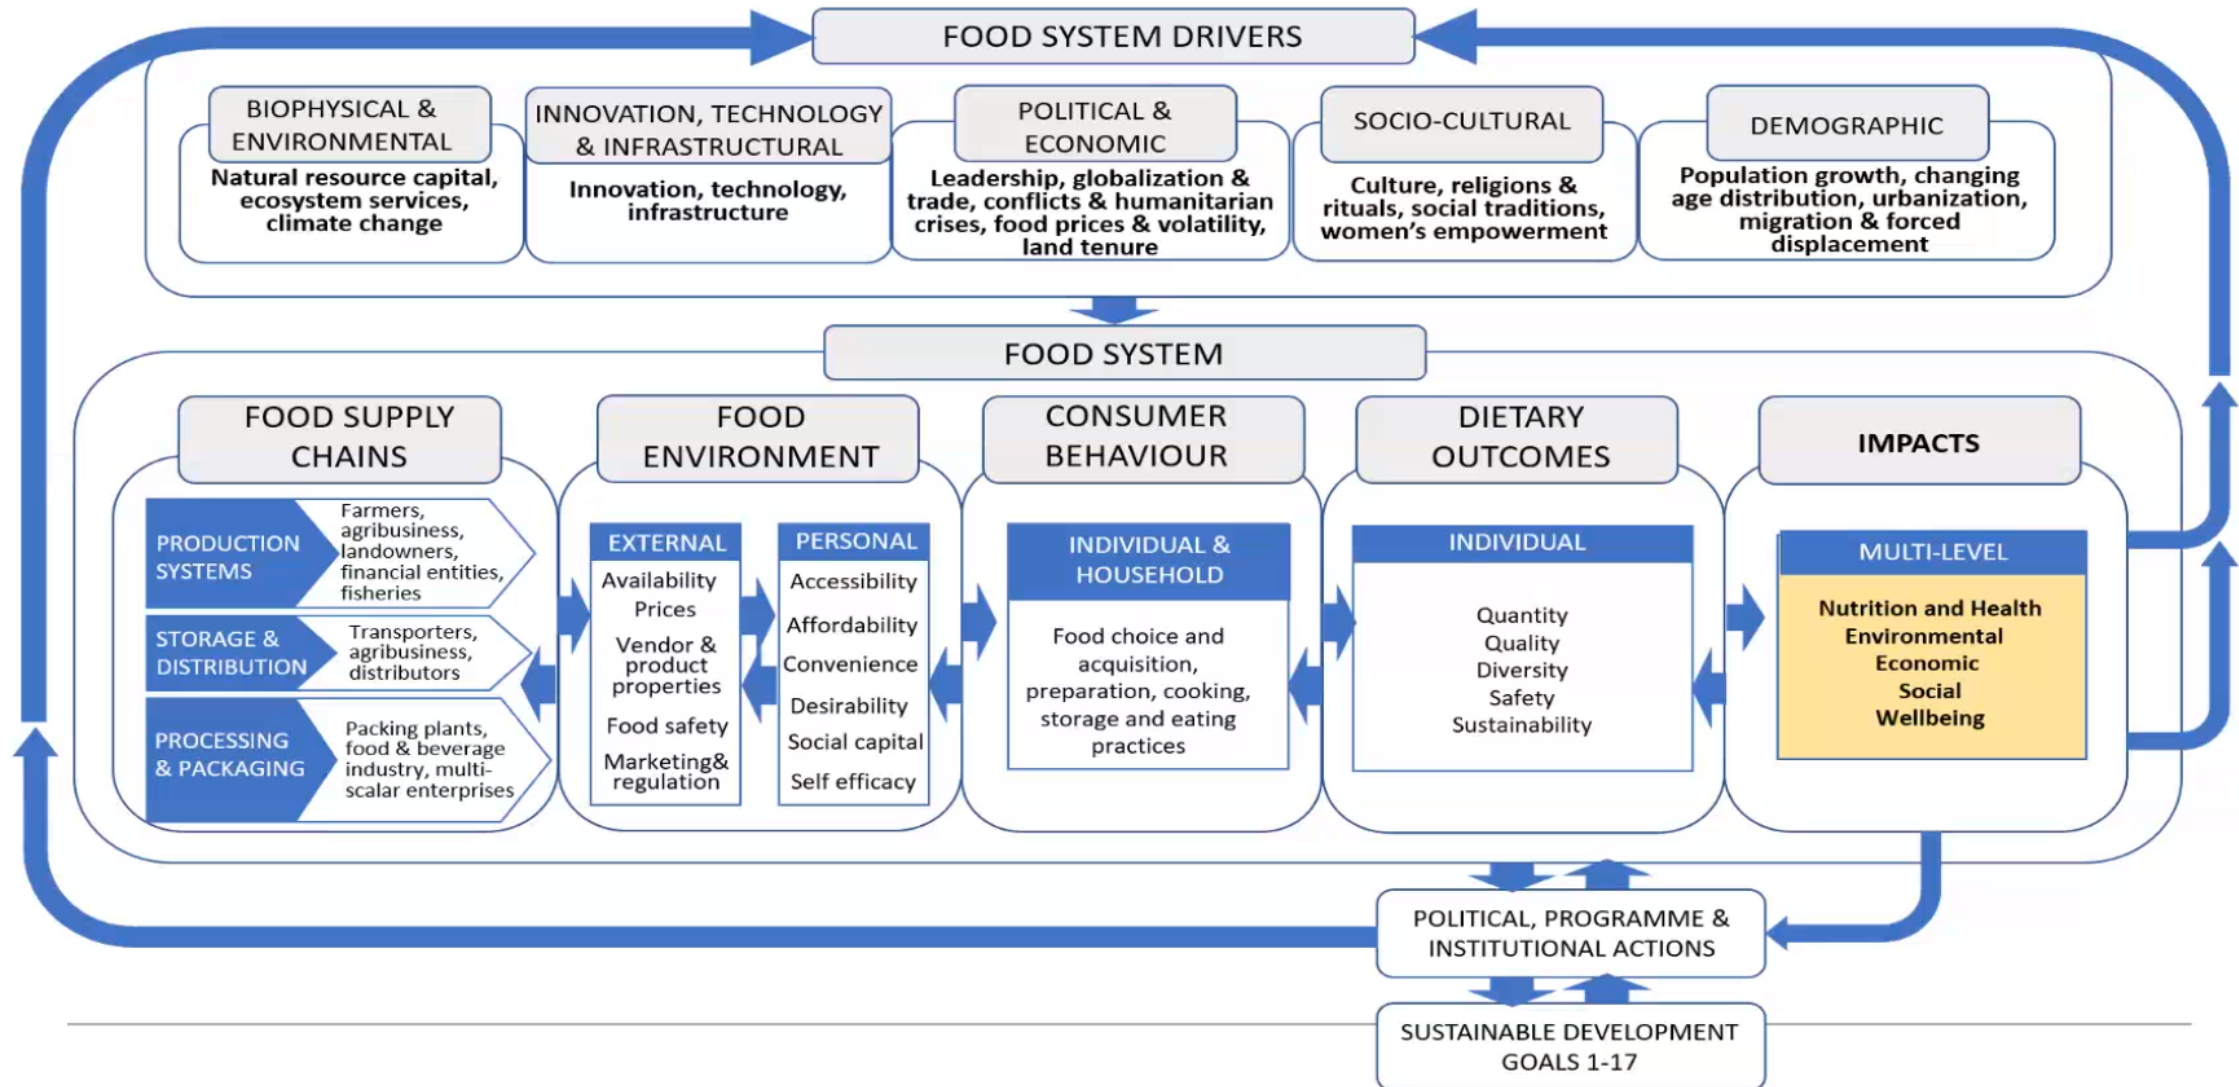 FOOD SYSTEM DRIVERS
BIOPHYSICAL &
ENVIRONMENTAL
Natural resource capital,
ecosystem services,
climate change
INNOVATION, TECHNOLOGY
& INFRASTRUCTURAL
Innovation, technology,
infrastructure
POLITICAL &
ECONOMIC
Leadership, globalization &
trade, conflicts & humanitarian
crises, food prices & volatility,
land tenure
SOCIO-CULTURAL
Culture, religions &
rituals, social traditions,
women's empowerment
DEMOGRAPHIC
Population growth, changing
age distribution, urbanization,
migration & forced
displacement
FOOD SYSTEM
FOOD SUPPLY
CHAINS
PRODUCTION
SYSTEMS
Farmers,
agribusiness,
landowners,
financial entities,
fisheries
STORAGE &
DISTRIBUTION
Transporters,
agribusiness,
distributors
PROCESSING
& PACKAGING
Packing plants,
food & beverage
industry, multi-
scalar enterprises
FOOD
ENVIRONMENT
EXTERNAL
Availability
Prices
Vendor &
product
properties
Food safety
Marketing&
regulation
PERSONAL
Accessibility
Affordability
Convenience
Desirability
Social capital
Self efficacy
CONSUMER
BEHAVIOUR
INDIVIDUAL &
HOUSEHOLD
Food choice and
acquisition,
preparation, cooking,
storage and eating
practices
DIETARY
OUTCOMES
INDIVIDUAL
Quantity
Quality
Diversity
Safety
Sustainability
IMPACTS
MULTI-LEVEL
Nutrition and Health
Environmental
Economic
Social
Wellbeing
POLITICAL, PROGRAMME &
INSTITUTIONAL ACTIONS
SUSTAINABLE DEVELOPMENT
GOALS 1-17